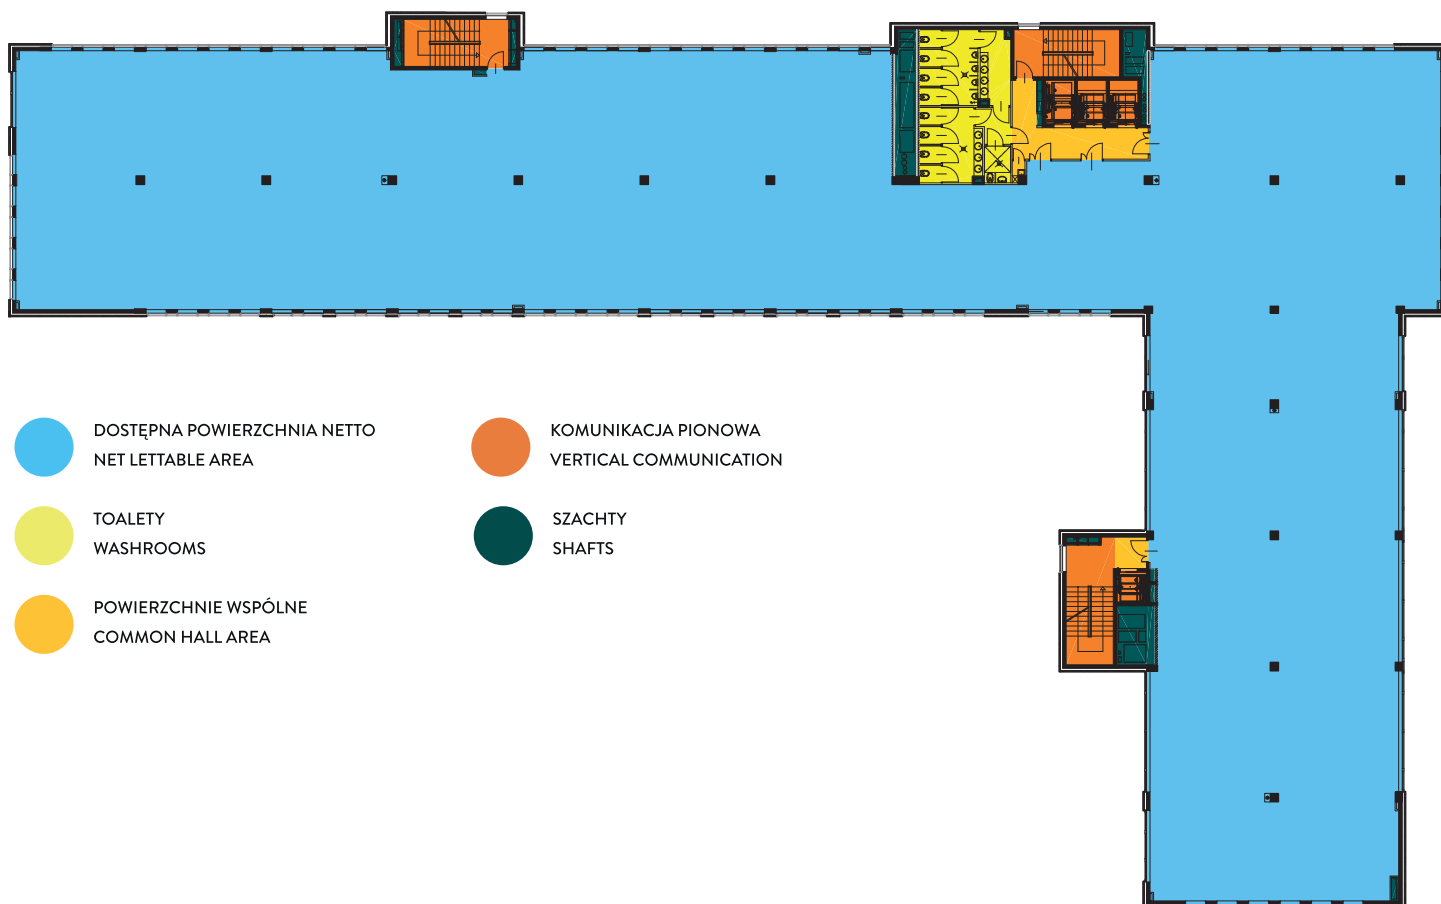 DOSTĘPNA POWIERZCHNIA NETTO
NET LETTABLE AREA
TOALETY
WASHROOMS
POWIERZCHNIE WSPÓLNE
COMMON HALL AREA
KOMUNIKACJA PIONOWA
VERTICAL COMMUNICATION
SZACHTY
SHAFTS